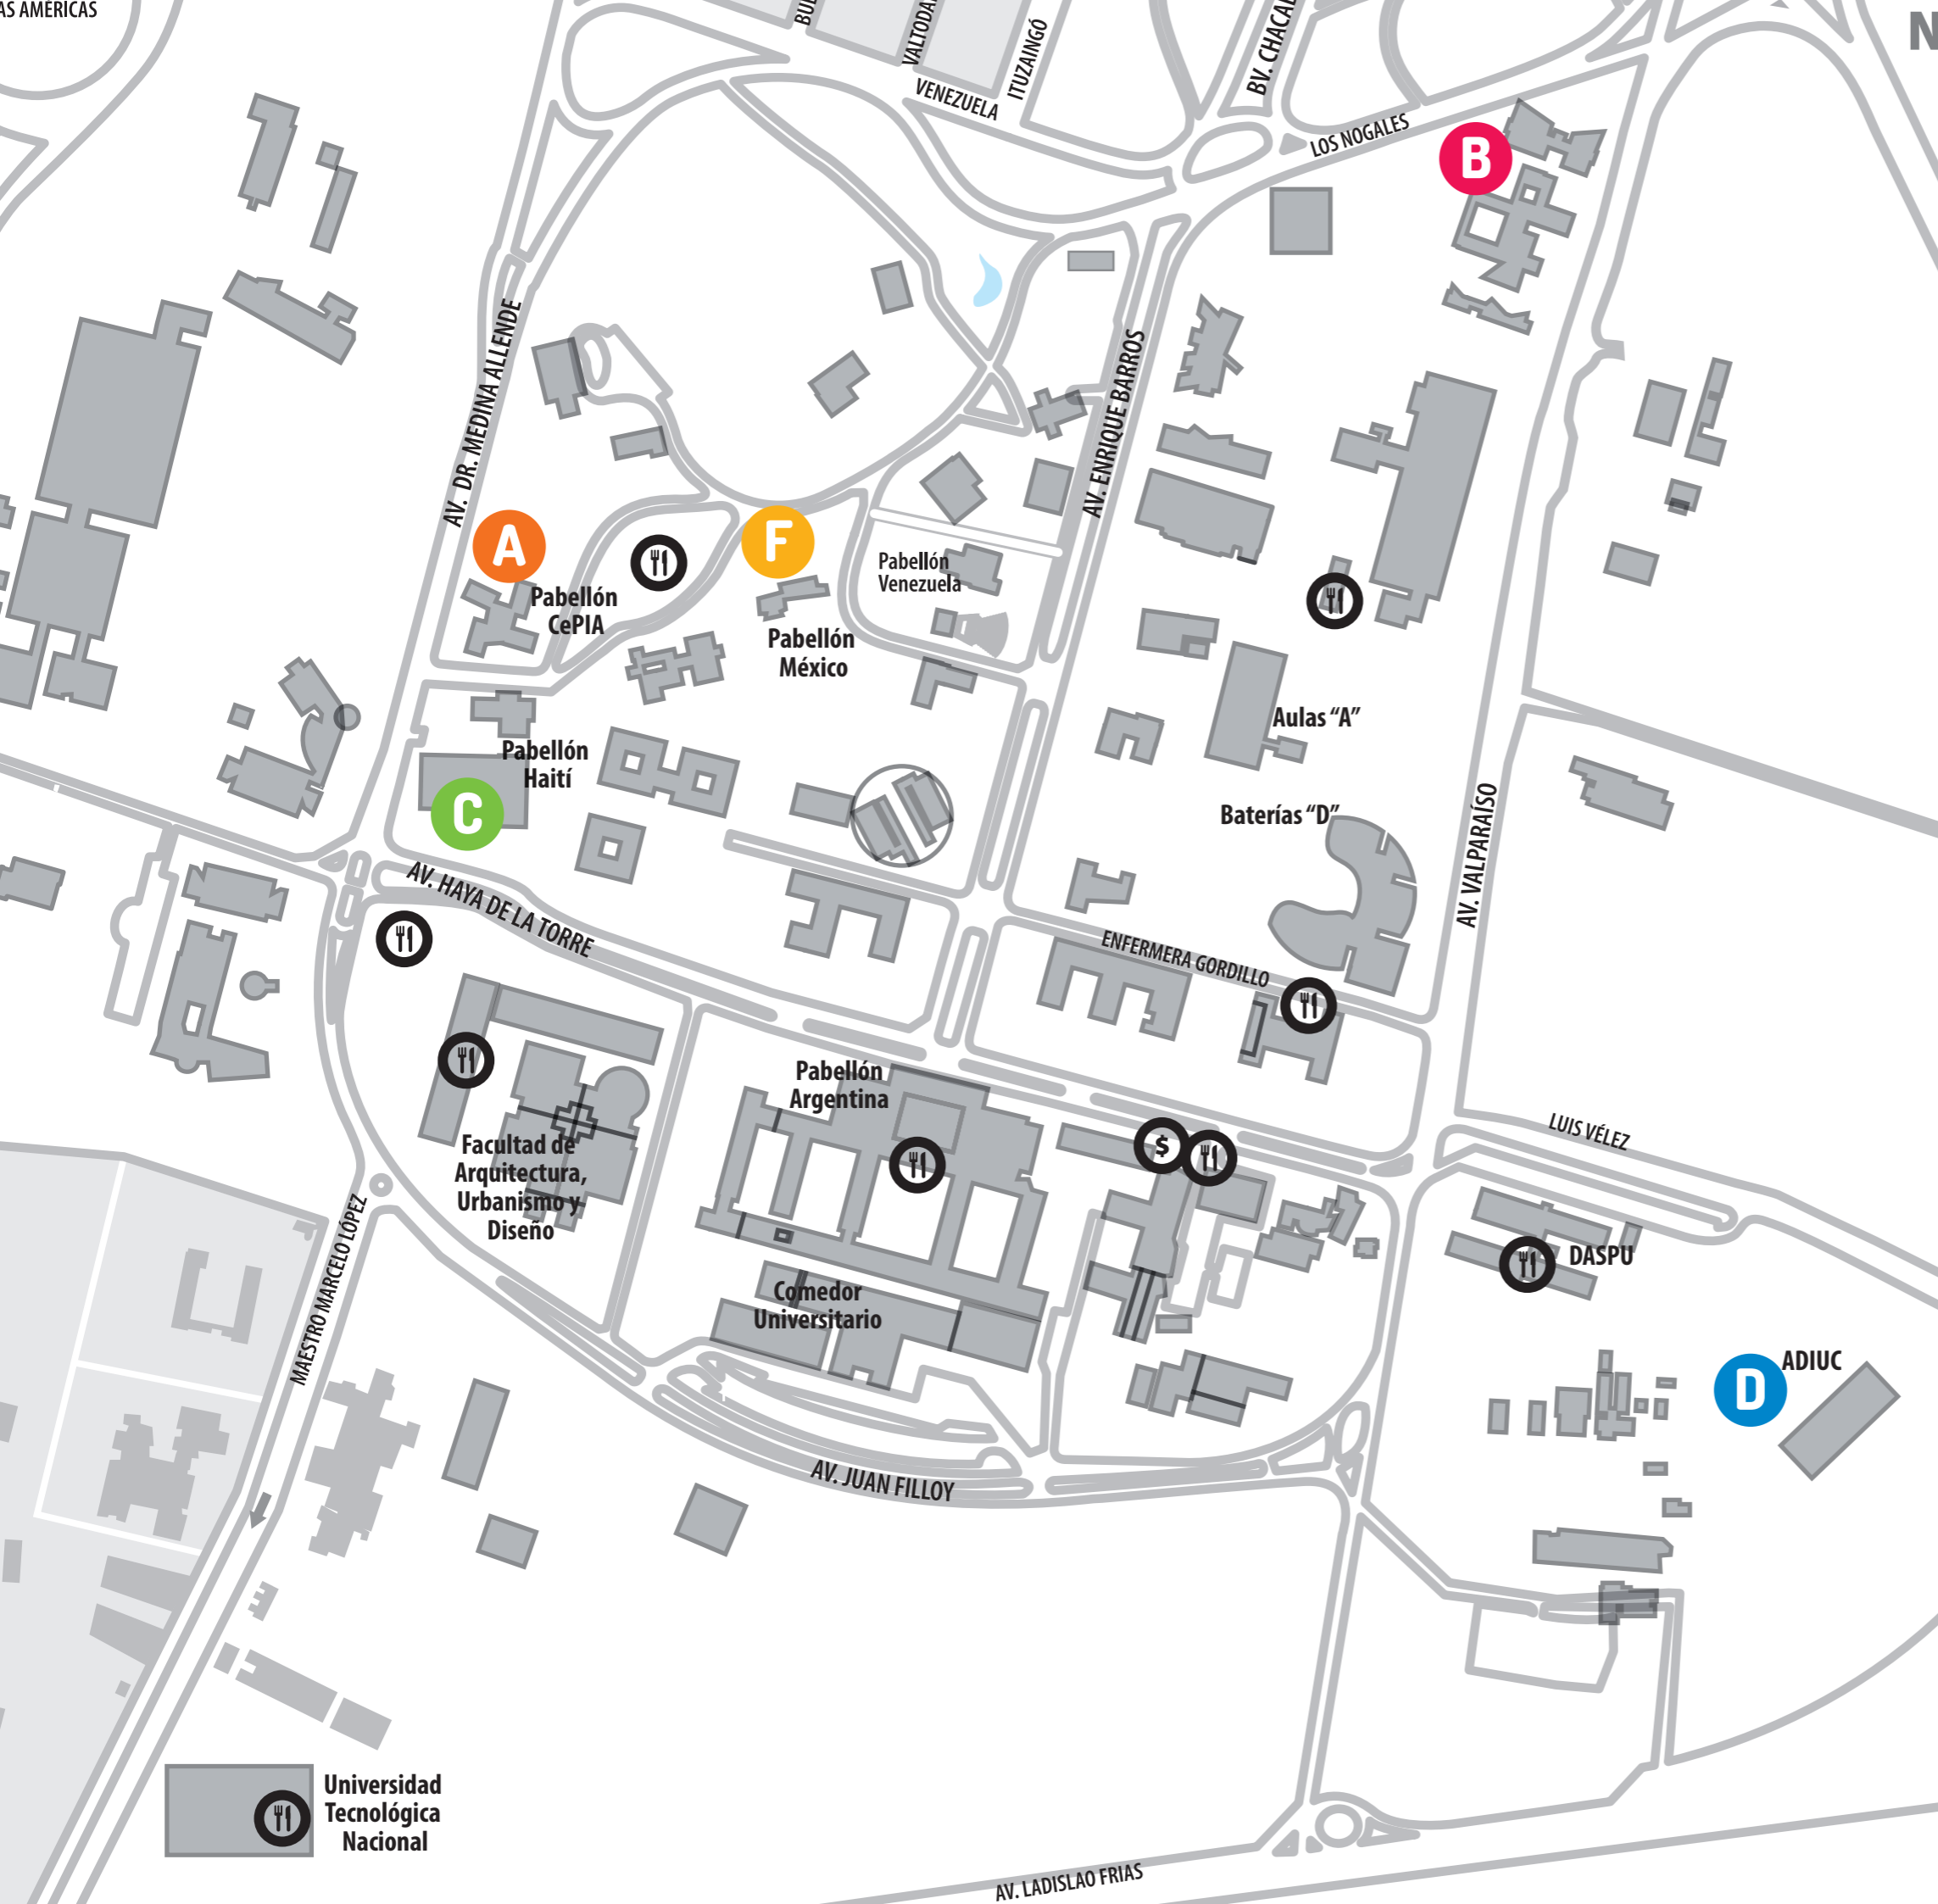 AS AMÉRICAS
VALTODA
ITUZAINGÓ
BV. CHACAL
N
VENEZUELA
LOS NOGALES
B
AV. DR. MEDINA ALLENDE
AV. ENRIQUE BARROS
A
F
Pabellón
Venezuela
Pabellón
CePIA
Pabellón
México
Aulas “A”
Pabellón
Haití
C
Baterías “D”
AV. VALPARAÍSO
AV. HAYA DE LA TORRE
ENFERMERA GORDILLO
Pabellón
Argentina
$
LUIS VÉLEZ
Facultad de
Arquitectura,
Urbanismo y
Diseño
MAESTRO MARCELO LÓPEZ
DASPU
Comedor
Universitario
ADIUC
D
AV. JUAN FILLOY
Universidad
Tecnológica
Nacional
AV. LADISLAO FRIAS